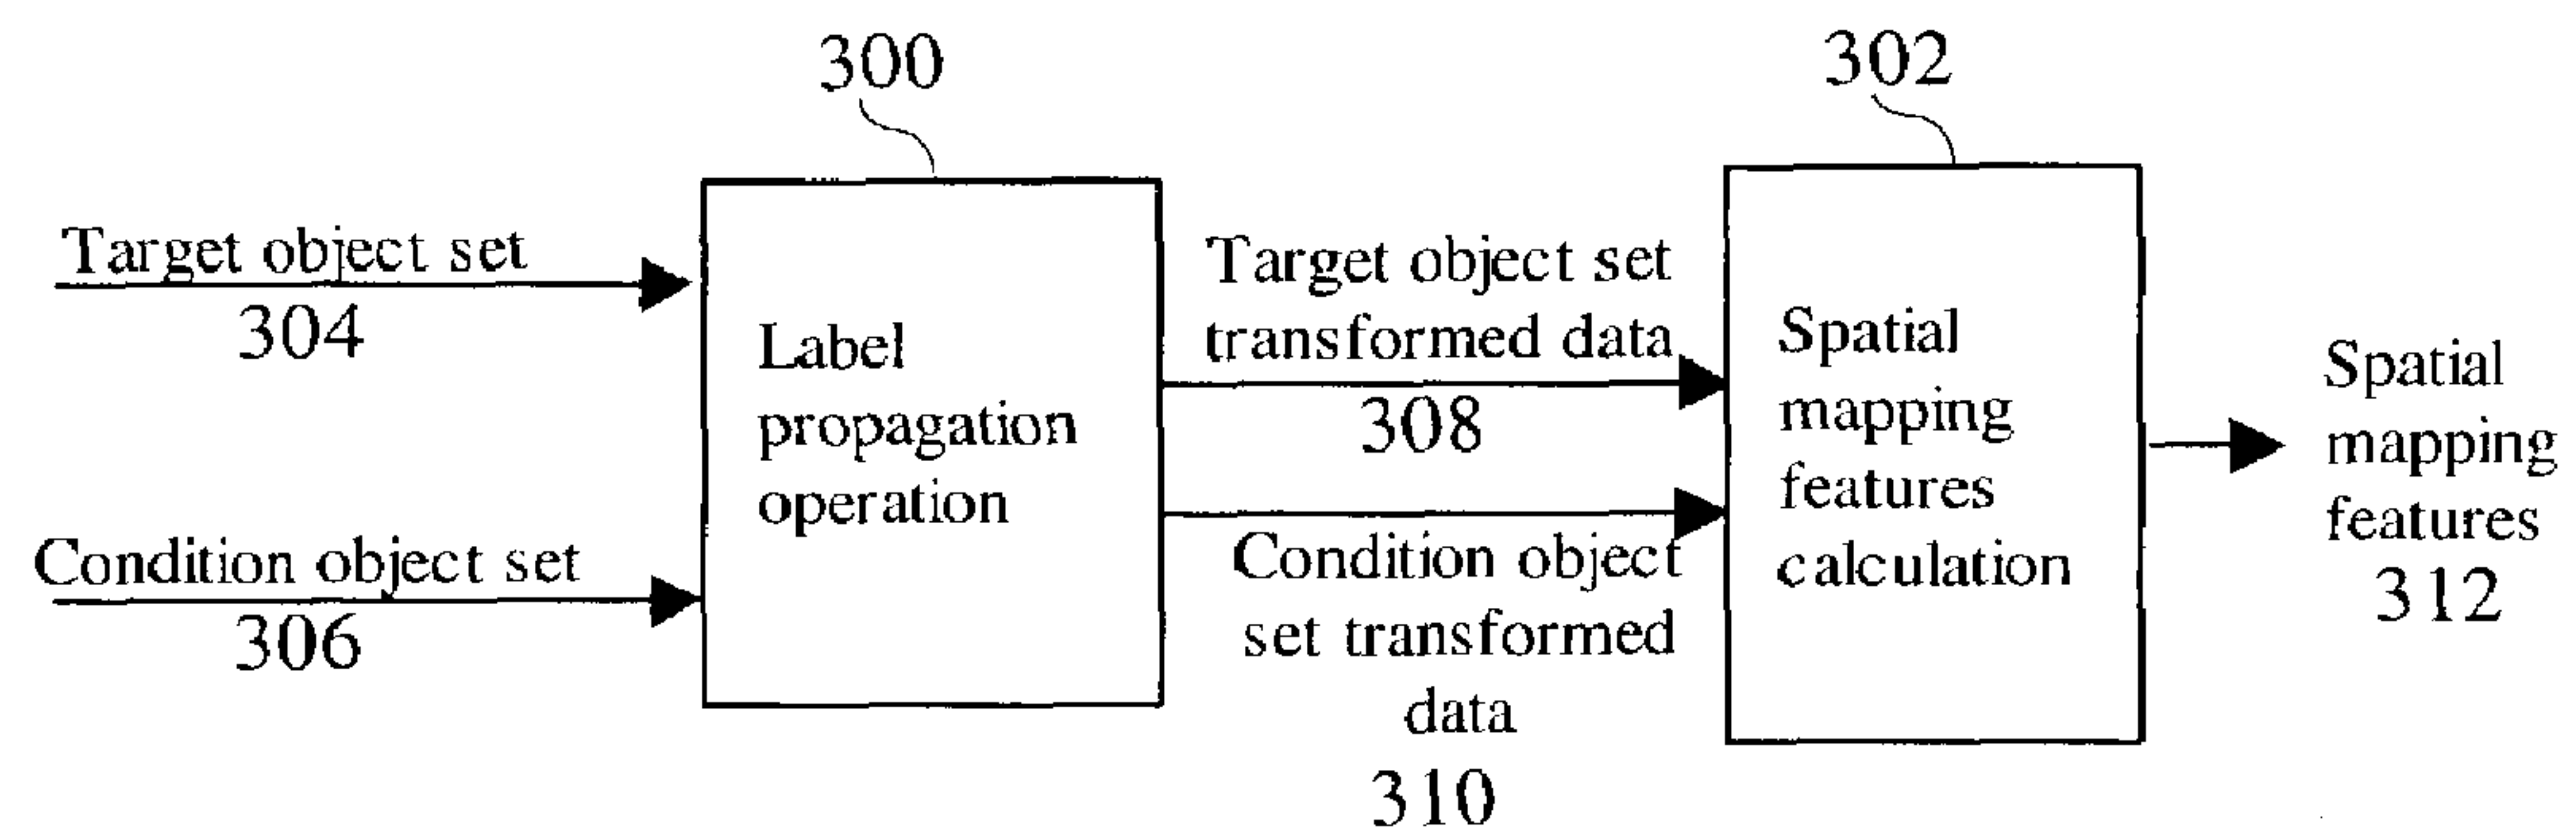 300
302
Target object set
304
Condition object set
306
Label
propagation
operation
Target object set
transformed data
308
Condition object
set transformed
data
310
Spatial
mapping
features
calculation
Spatial
mapping
features
312